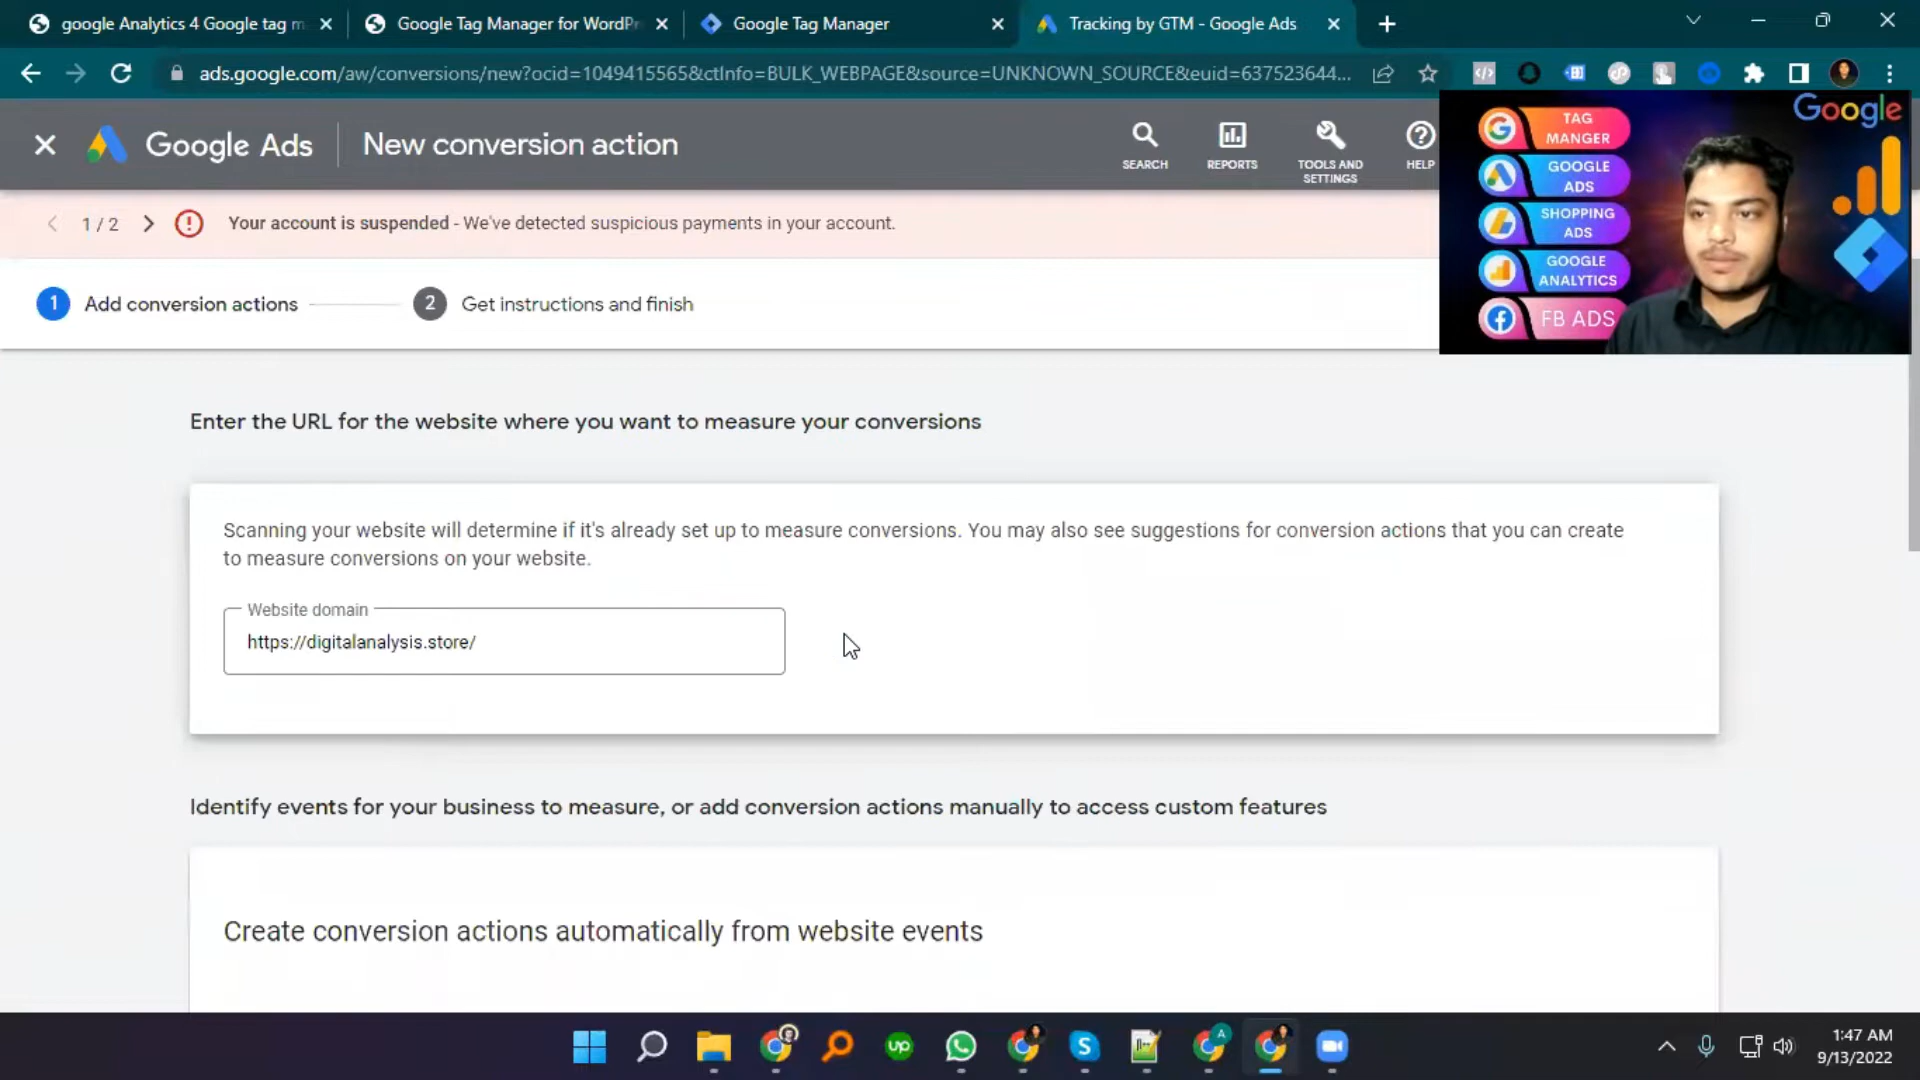 google Analytics 4 Google tag m
Google Tag Manager for WordPr
Google Tag Manager
Tracking by GTM - Google Ads
ads.google.com/aw/conversions/new?ocid=1049415565&ctInfo=BULK_WEBPAGE&source=UNKNOWN_SOURCE&euid=637523644...
Google Ads
New conversion action
SEARCH
REPORTS
TOOLS AND
SETTINGS
HELP
Google
TAG
MANGER
GOOGLE
ADS
SHOPPING
ADS
GOOGLE
ANALYTICS
FB ADS
1 / 2
Your account is suspended - We've detected suspicious payments in your account.
1
Add conversion actions
2
Get instructions and finish
Enter the URL for the website where you want to measure your conversions
Scanning your website will determine if it's already set up to measure conversions. You may also see suggestions for conversion actions that you can create
to measure conversions on your website.
Website domain
https://digitalanalysis.store/
Identify events for your business to measure, or add conversion actions manually to access custom features
Create conversion actions automatically from website events
up
S
A
1:47 AM
9/13/2022